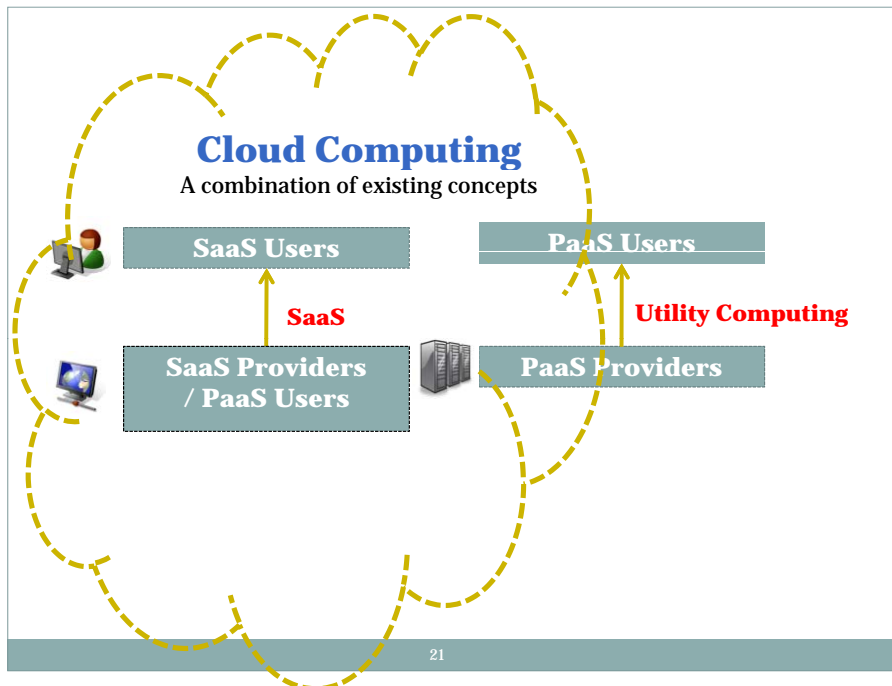 Cloud Computing
A combination of existing concepts
SaaS Users
PaaS Users
SaaS
Utility Computing
SaaS Providers
/ PaaS Users
PaaS Providers
21